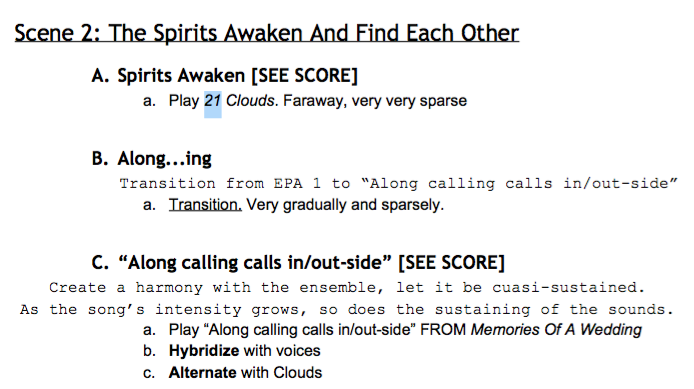 Scene 2: The Spirits Awaken And Find Each Other
A. Spirits Awaken [SEE SCORE]
a. Play 21 Clouds. Faraway, very very sparse
B. Along...ing
Transition from EPA 1 to “Along calling calls in/out-side”
a. Transition. Very gradually and sparsely.
C. “Along calling calls in/out-side” [SEE SCORE]
Create a harmony with the ensemble, let it be cuasi-sustained.
As the song’s intensity grows, so does the sustaining of the sounds.
a. Play “Along calling calls in/out-side” FROM Memories Of A Wedding
b. Hybridize with voices
c. Alternate with Clouds